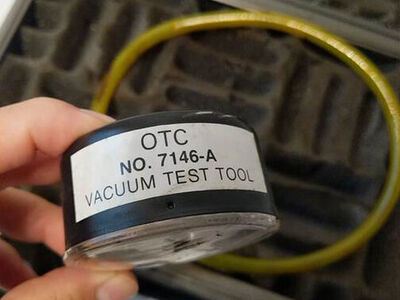 OTC
NO. 7146-A
VACUUM TEST TOOL